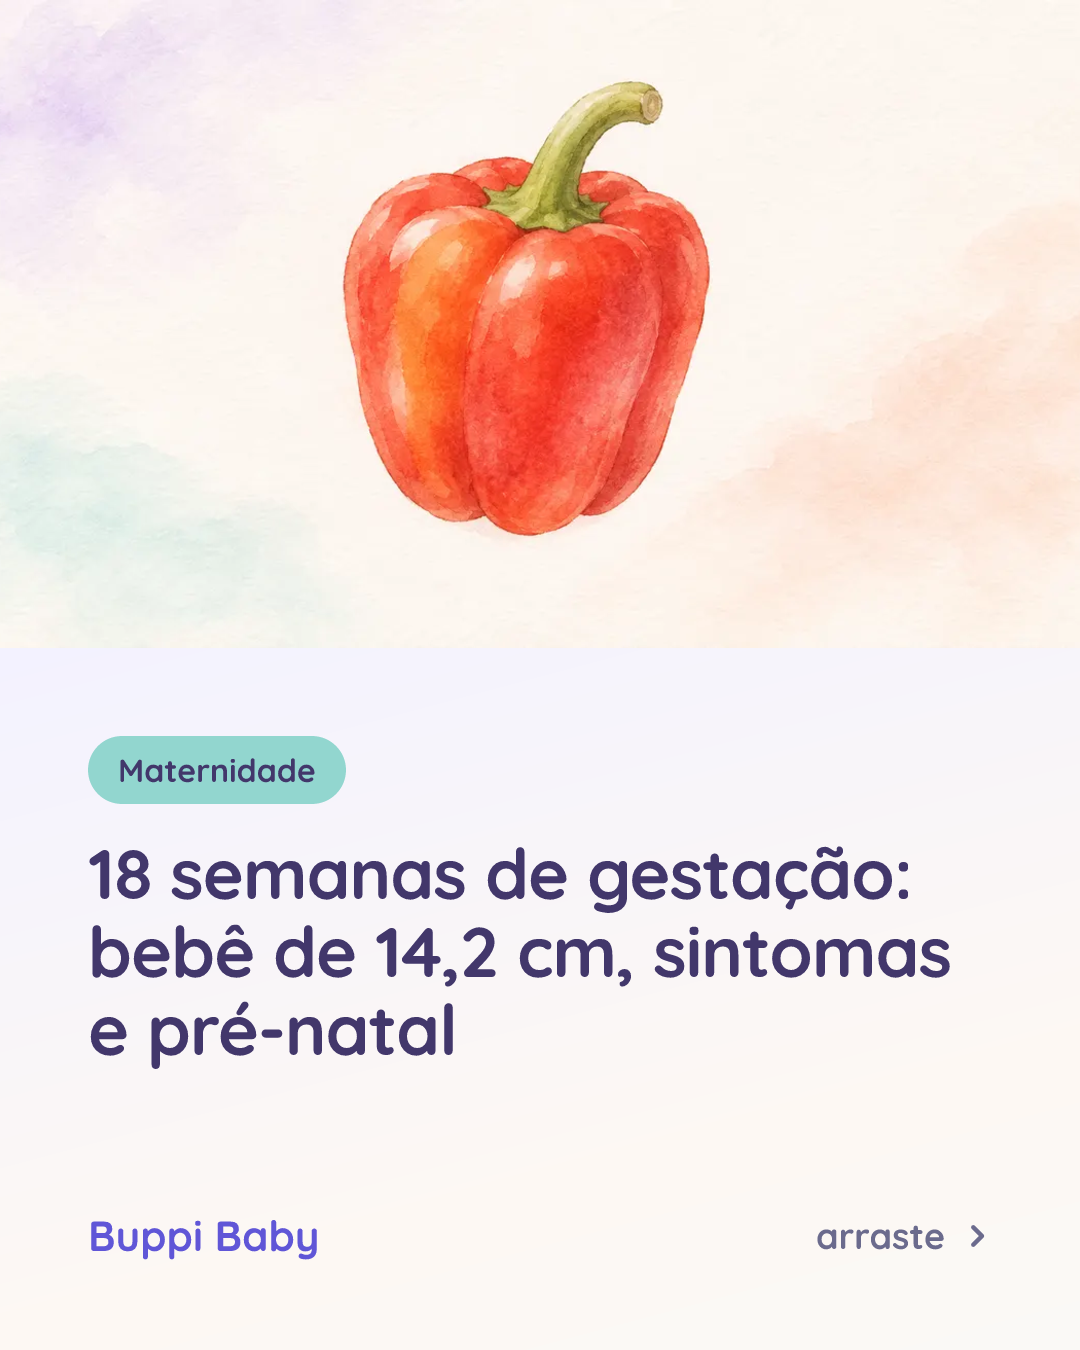 Maternidade
18 semanas de gestação:
bebê de 14,2 cm, sintomas
e pré-natal
Buppi Baby
arraste >